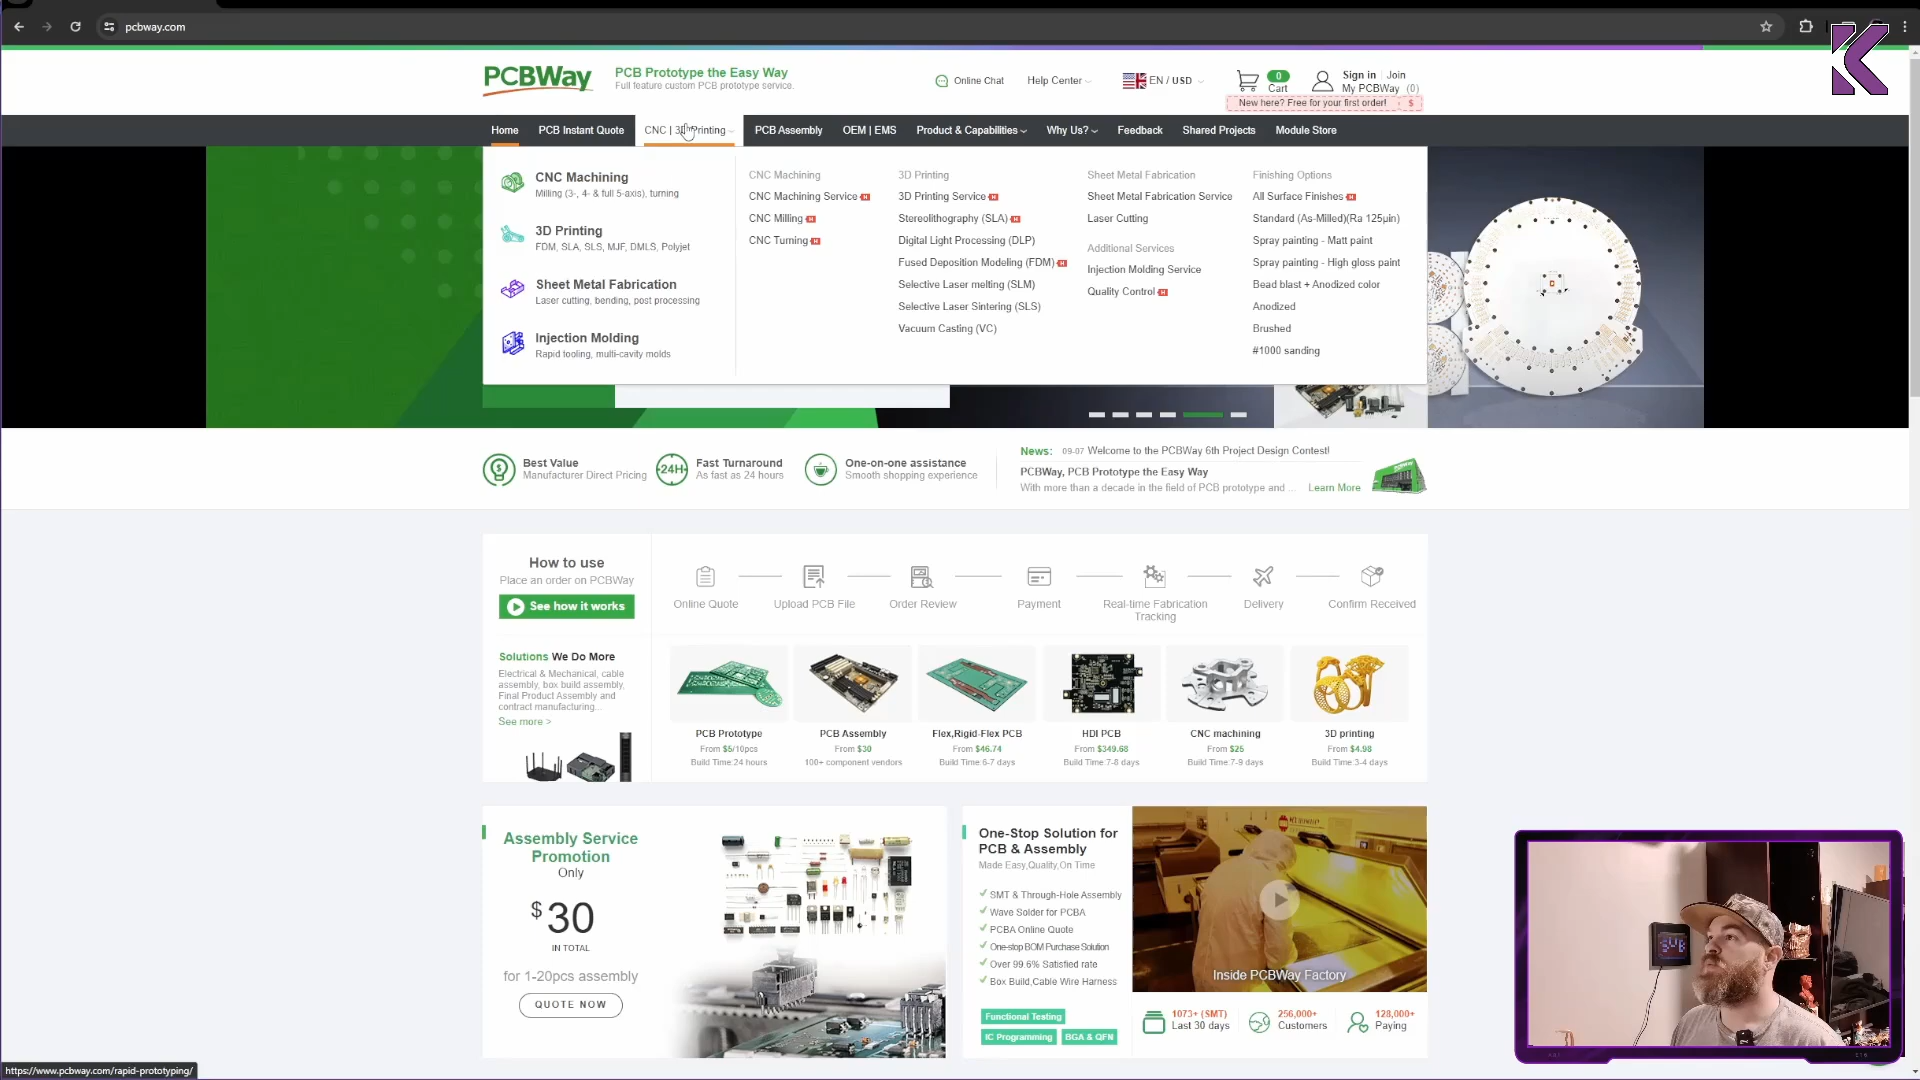 pcbway.com
PCBWay
PCB Prototype the Easy Way
Full feature custom PCB prototype service.
Online Chat
Help Center
EN / USD
0
Cart
Sign in | Join
My PCBWay (0)
New here? Free for your first order! $
Home
PCB Instant Quote
CNC | 3D Printing
PCB Assembly
OEM | EMS
Product & Capabilities
Why Us?
Feedback
Shared Projects
Module Store
CNC Machining
Milling (3-, 4- & full 5-axis), turning
3D Printing
FDM, SLA, SLS, MJF, DMLS, Polyjet
Sheet Metal Fabrication
Laser cutting, bending, post processing
Injection Molding
Rapid tooling, multi-cavity molds
CNC Machining
CNC Machining Service
CNC Milling
CNC Turning
3D Printing
3D Printing Service
Stereolithography (SLA)
Digital Light Processing (DLP)
Fused Deposition Modeling (FDM)
Selective Laser melting (SLM)
Selective Laser Sintering (SLS)
Vacuum Casting (VC)
Sheet Metal Fabrication
Sheet Metal Fabrication Service
Laser Cutting
Additional Services
Injection Molding Service
Quality Control
Finishing Options
All Surface Finishes
Standard (As-Milled)(Ra 125µin)
Spray painting - Matt paint
Spray painting - High gloss paint
Bead blast + Anodized color
Anodized
Brushed
#1000 sanding
Best Value
Manufacturer Direct Pricing
24H
Fast Turnaround
As fast as 24 hours
One-on-one assistance
Smooth shopping experience
News: 09-07 Welcome to the PCBWay 6th Project Design Contest!
PCBWay, PCB Prototype the Easy Way
With more than a decade in the field of PCB prototype and ... Learn More
How to use
Place an order on PCBWay
See how it works
Online Quote
Upload PCB File
Order Review
Payment
Real-time Fabrication
Tracking
Delivery
Confirm Received
Solutions We Do More
Electrical & Mechanical, cable
assembly, box build assembly,
Final Product Assembly and
contract manufacturing...
See more >
PCB Prototype
From $5/10pcs
Build Time:24 hours
PCB Assembly
From $30
100+ component vendors
Flex,Rigid-Flex PCB
From $46.74
Build Time:6-7 days
HDI PCB
From $349.68
Build Time:7-8 days
CNC machining
From $25
Build Time:7-9 days
3D printing
From $4.98
Build Time:3-4 days
Assembly Service
Promotion
Only
$30
IN TOTAL
for 1-20pcs assembly
QUOTE NOW
One-Stop Solution for
PCB & Assembly
Made Easy,Quality,On Time
SMT & Through-Hole Assembly
Wave Solder for PCBA
PCBA Online Quote
One-stop BOM Purchase Solution
Over 99.6% Satisfied rate
Box Build,Cable Wire Harness
Functional Testing
IC Programming
BGA & QFN
Inside PCBWay Factory
1073+ (SMT)
Last 30 days
256,000+
Customers
128,000+
Paying
K
SUB
https://www.pcbway.com/rapid-prototyping/